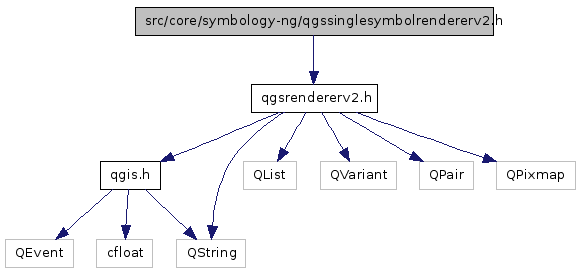 src/core/symbology-ng/qgssinglesymbolrendererv2.h
qgsrendererv2.h
qgis.h
QList
QVariant
QPair
QPixmap
QEvent
cfloat
QString